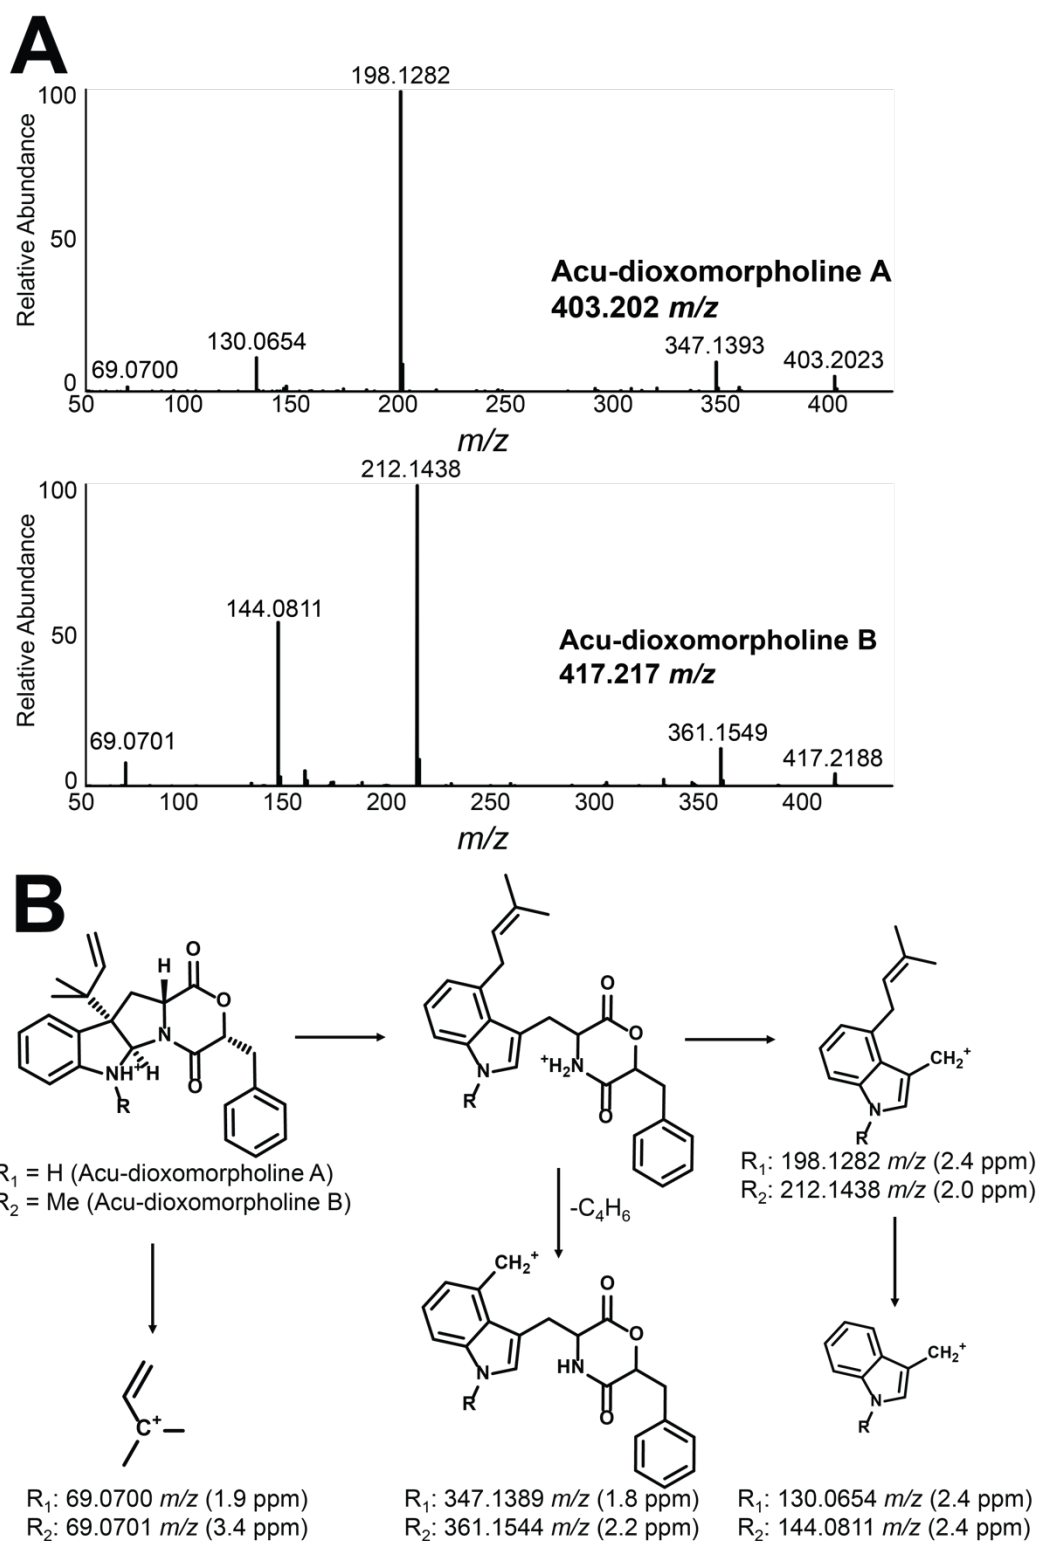 A
198.1282
100
Relative Abundance
50
Acu-dioxomorpholine A
403.202 m/z
130.0654
347.1393
403.2023
69.0700
0
50 100 150 200 250 300 350 400
m/z
212.1438
100
Relative Abundance
144.0811
50
Acu-dioxomorpholine B
417.217 m/z
69.0701
361.1549
417.2188
0
50 100 150 200 250 300 350 400
m/z
B
H
O
O
N
O
NH+
H
R
R₁ = H (Acu-dioxomorpholine A)
R₂ = Me (Acu-dioxomorpholine B)
O
O
+H₂N
O
N
R
CH₂+
N
R
R₁: 198.1282 m/z (2.4 ppm)
R₂: 212.1438 m/z (2.0 ppm)
-C₄H₆
C+
R₁: 69.0700 m/z (1.9 ppm)
R₂: 69.0701 m/z (3.4 ppm)
CH₂+
O
O
HN
O
N
R
R₁: 347.1389 m/z (1.8 ppm)
R₂: 361.1544 m/z (2.2 ppm)
CH₂+
N
R
R₁: 130.0654 m/z (2.4 ppm)
R₂: 144.0811 m/z (2.4 ppm)